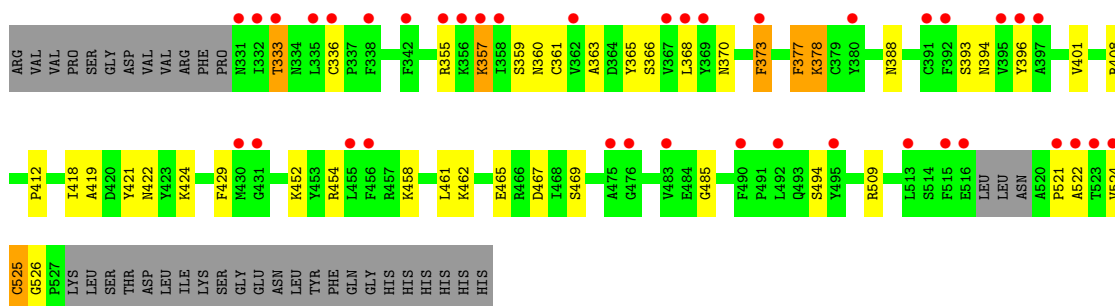 ARG VAL VAL PRO SER GLY ASP VAL VAL ARG PHE PRO N331 I332 T333 N334 L335 C336 P337 F338 F342 R355 K356 K357 I358 S359 N360 C361 V362 A363 D364 Y365 S366 V367 L368 Y369 N370 F373 F377 K378 C379 Y380 N388 C391 F392 S393 N394 V395 Y396 A397 V401 R408
P412 I418 A419 D420 Y421 N422 Y423 K424 F429 M430 G431 K452 Y453 R454 L455 F456 R457 K458 L461 K462 E465 R466 D467 I468 S469 A475 G476 V483 E484 G485 F490 P491 L492 Q493 S494 Y495 R509 L513 S514 F515 E516 LEU LEU ASN A520 P521 A522 T523 V524
C525 G526 P527 LYS LEU SER THR ASP LEU ILE LYS SER GLY GLU ASN LEU TYR PHE GLN GLY HIS HIS HIS HIS HIS HIS